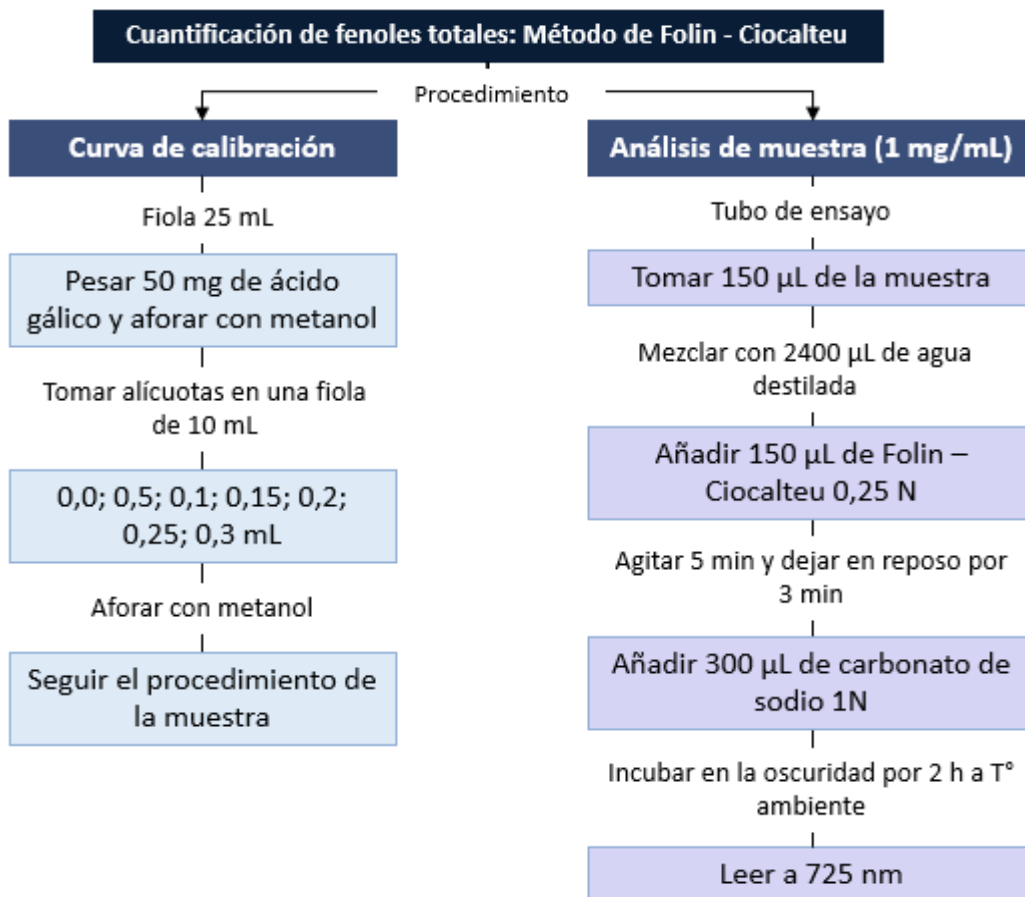 Cuantificación de fenoles totales: Método de Folin - Ciocalteu
Procedimiento
Curva de calibración
Fiola 25 mL
Pesar 50 mg de ácido
gálico y aforar con metanol
Tomar alícuotas en una fiola
de 10 mL
0,0; 0,5; 0,1; 0,15; 0,2;
0,25; 0,3 mL
Aforar con metanol
Seguir el procedimiento de
la muestra
Análisis de muestra (1 mg/mL)
Tubo de ensayo
Tomar 150 µL de la muestra
Mezclar con 2400 µL de agua
destilada
Añadir 150 µL de Folin –
Ciocalteu 0,25 N
Agitar 5 min y dejar en reposo por
3 min
Añadir 300 µL de carbonato de
sodio 1N
Incubar en la oscuridad por 2 h a T°
ambiente
Leer a 725 nm